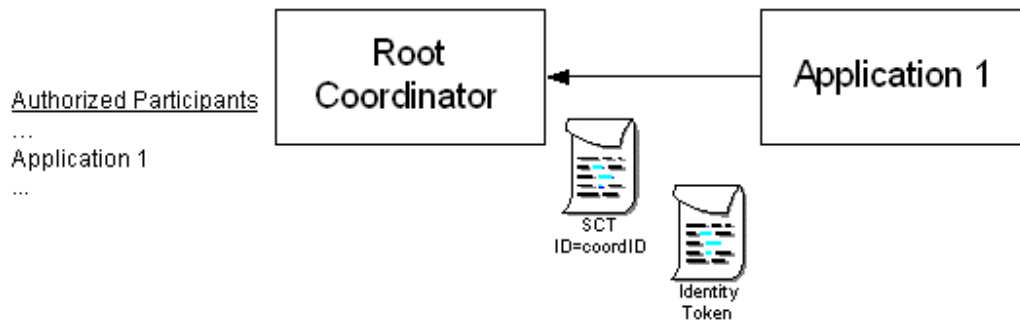 Root
Coordinator
Application 1
Authorized Participants
...
Application 1
...
SCT
ID=coordID
Identity
Token